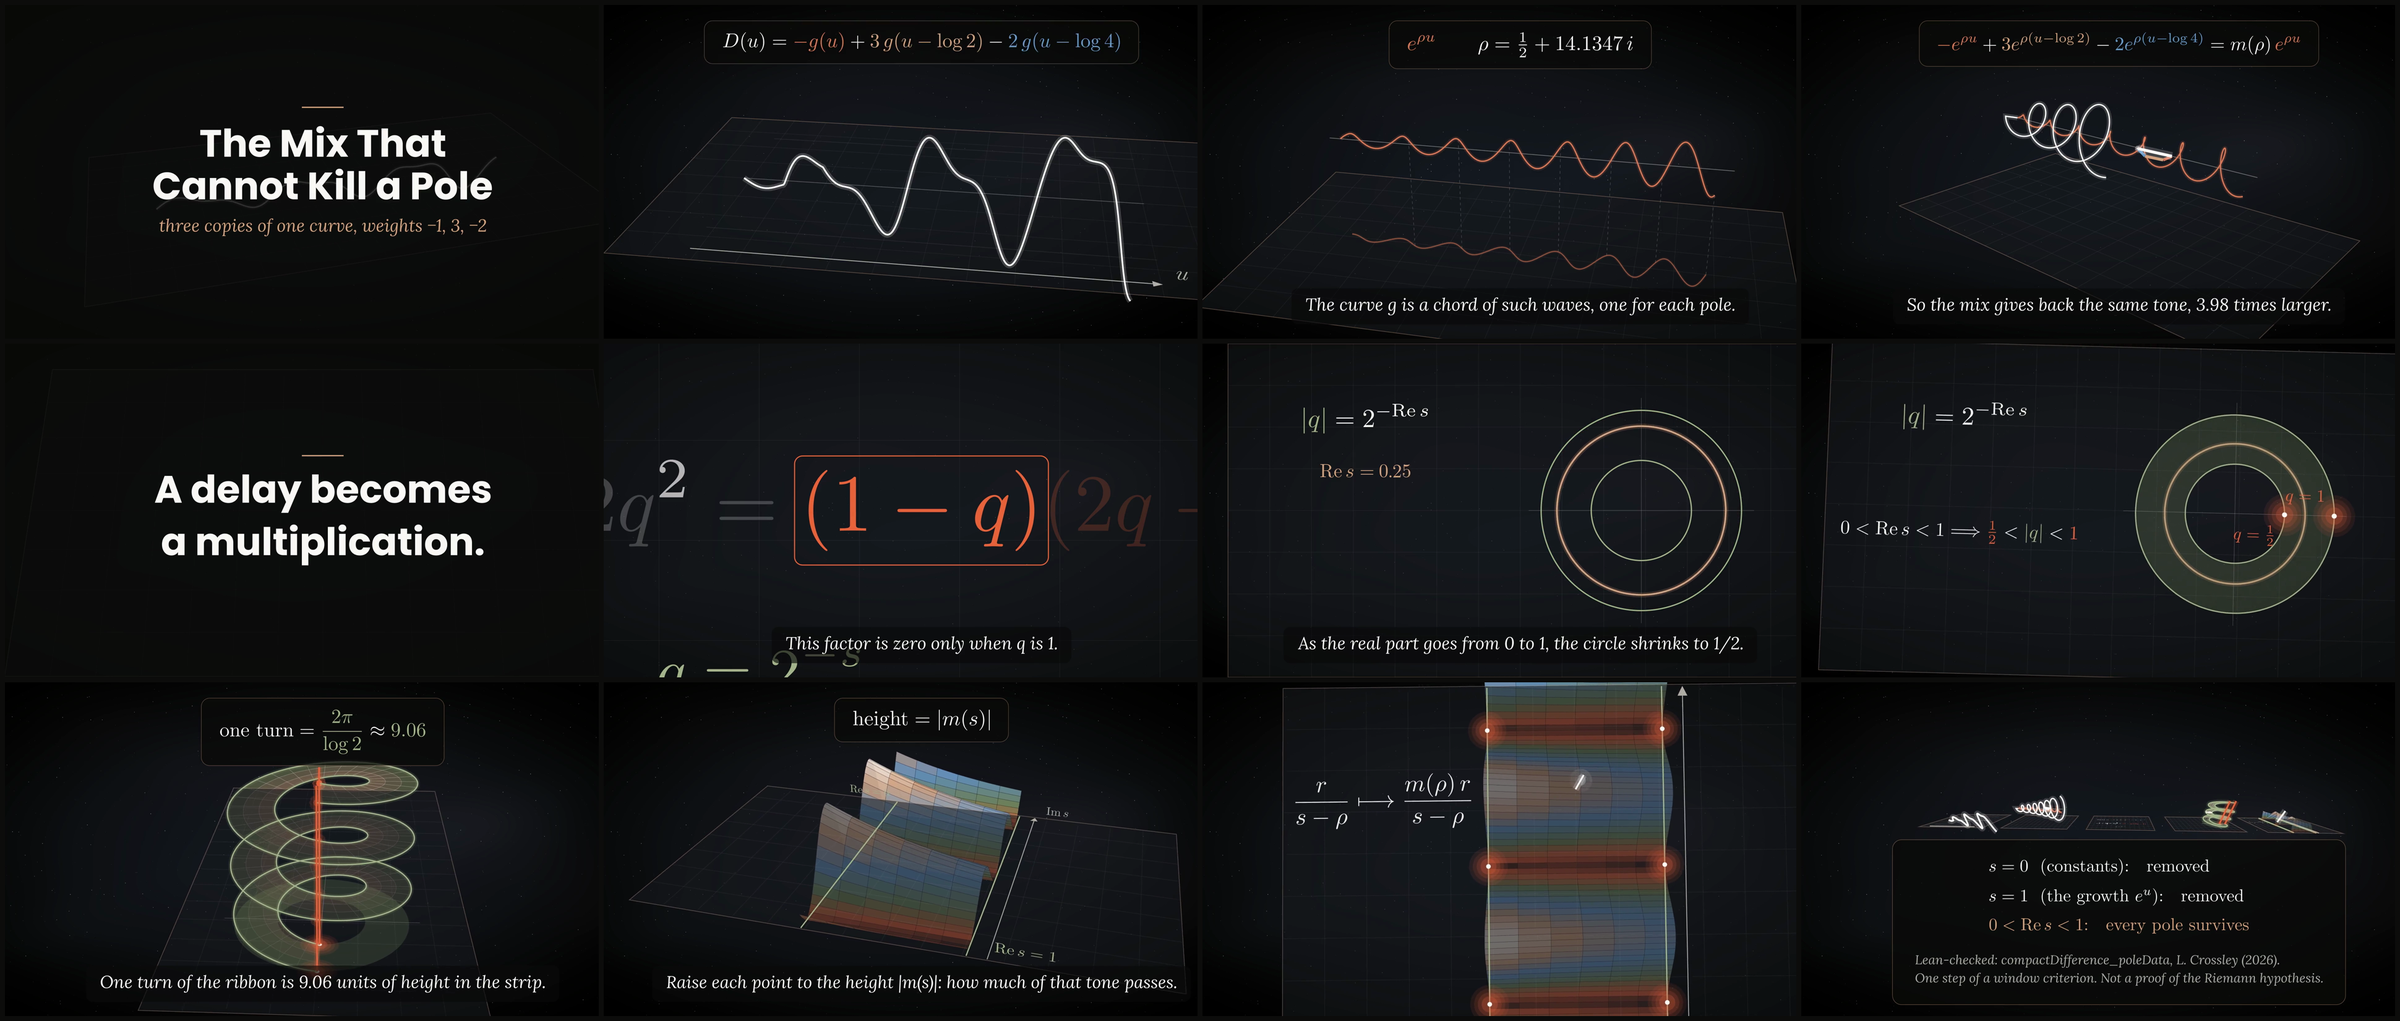 The Mix That
Cannot Kill a Pole
three copies of one curve, weights −1, 3, −2
D(u) = −g(u) + 3 g(u − log 2) − 2 g(u − log 4)
u
e^{ρu} ρ = 1/2 + 14.1347 i
The curve g is a chord of such waves, one for each pole.
−e^{ρu} + 3e^{ρ(u−log 2)} − 2e^{ρ(u−log 4)} = m(ρ) e^{ρu}
So the mix gives back the same tone, 3.98 times larger.
A delay becomes
a multiplication.
2q² = (1 − q)(2q −
q = 2^{−s}
This factor is zero only when q is 1.
|q| = 2^{−Re s}
Re s = 0.25
As the real part goes from 0 to 1, the circle shrinks to 1/2.
|q| = 2^{−Re s}
0 < Re s < 1 ⟹ 1/2 < |q| < 1
q = 1
q = 1/2
one turn = 2π/log 2 ≈ 9.06
One turn of the ribbon is 9.06 units of height in the strip.
height = |m(s)|
Re
Im s
Re s = 1
Raise each point to the height |m(s)|: how much of that tone passes.
r/(s − ρ) ⟼ m(ρ) r/(s − ρ)
s = 0 (constants): removed
s = 1 (the growth e^u): removed
0 < Re s < 1: every pole survives
Lean-checked: compactDifference_poleData, L. Crossley (2026).
One step of a window criterion. Not a proof of the Riemann hypothesis.